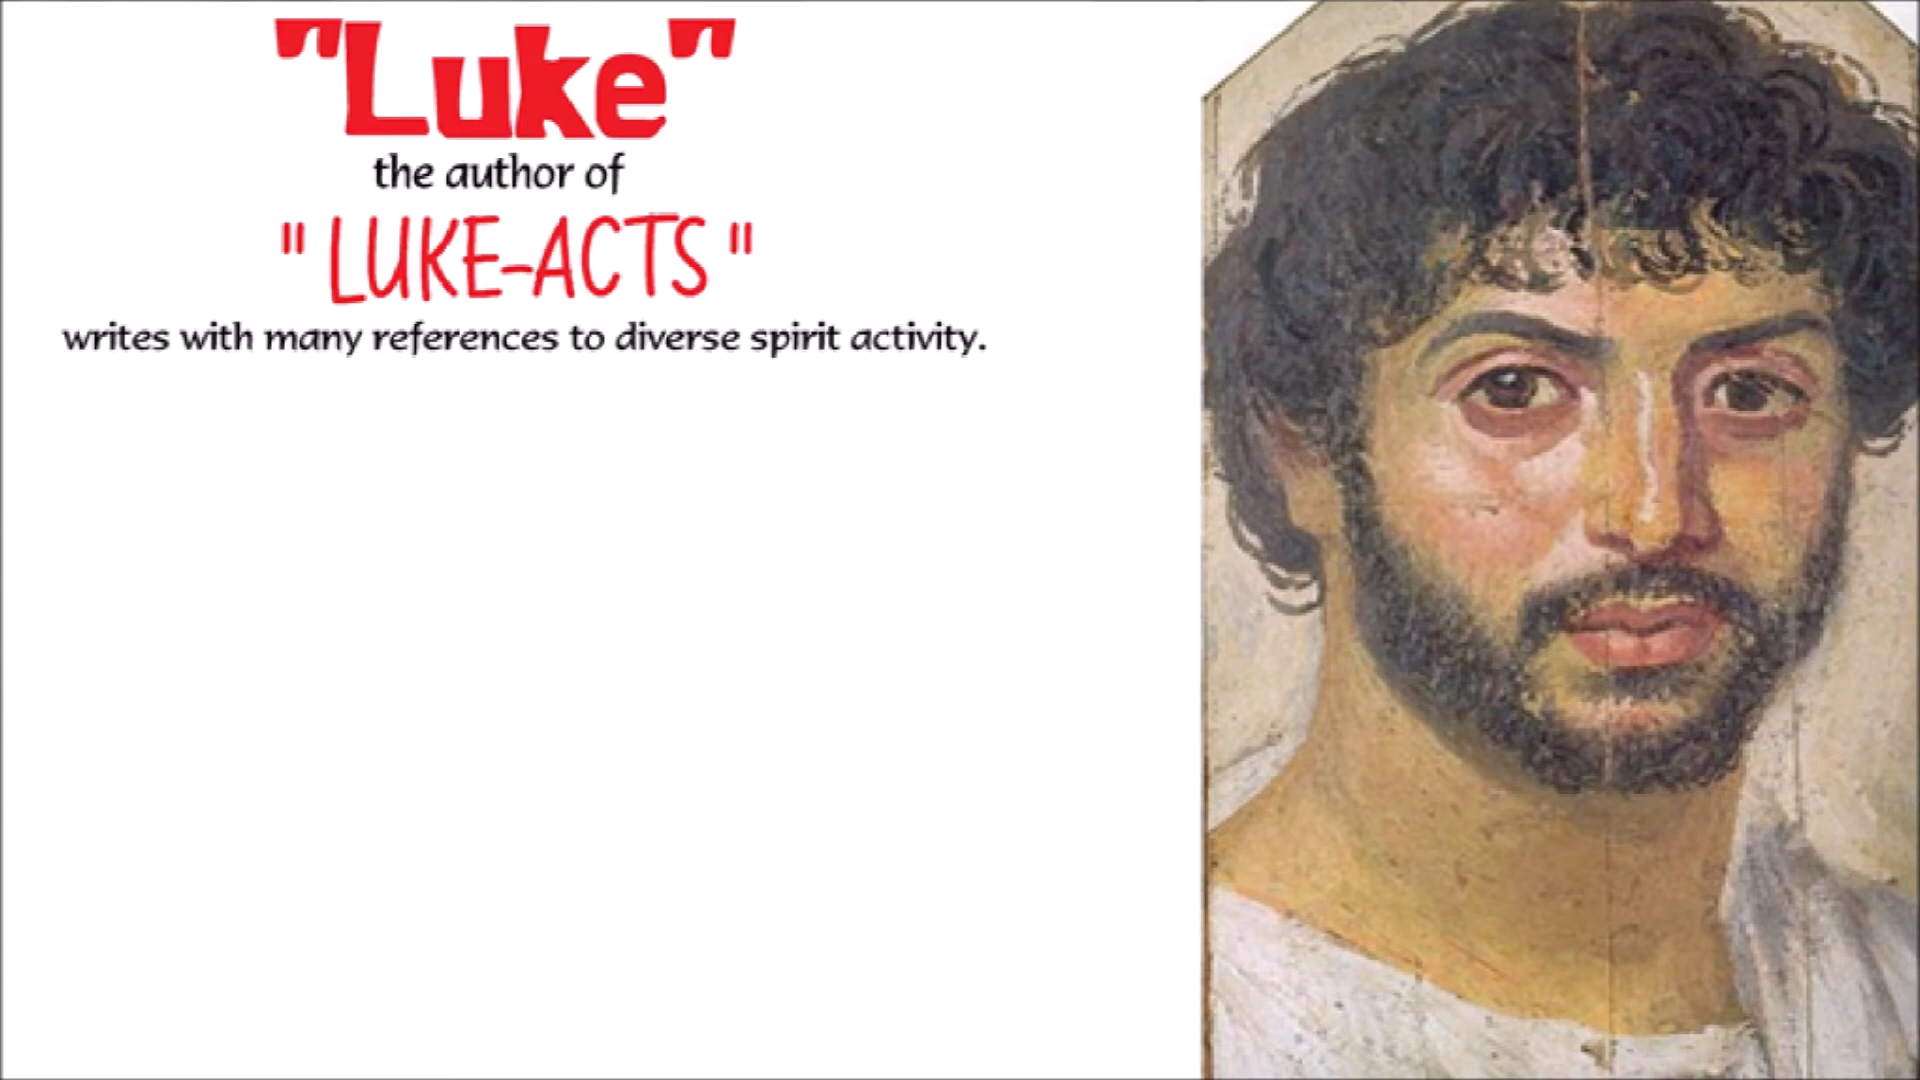 "Luke"
the author of
"LUKE-ACTS"
writes with many references to diverse spirit activity.